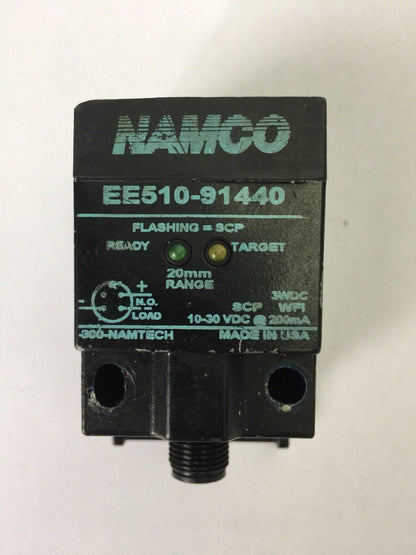 NAMCO
EE510-91440
FLASHING = SCP
READY TARGET
20mm
RANGE
+
- N.O.
LOAD
3WDC
SCP WFI
10-30 VDC @ 200mA
-300-NAMTECH MADE IN USA